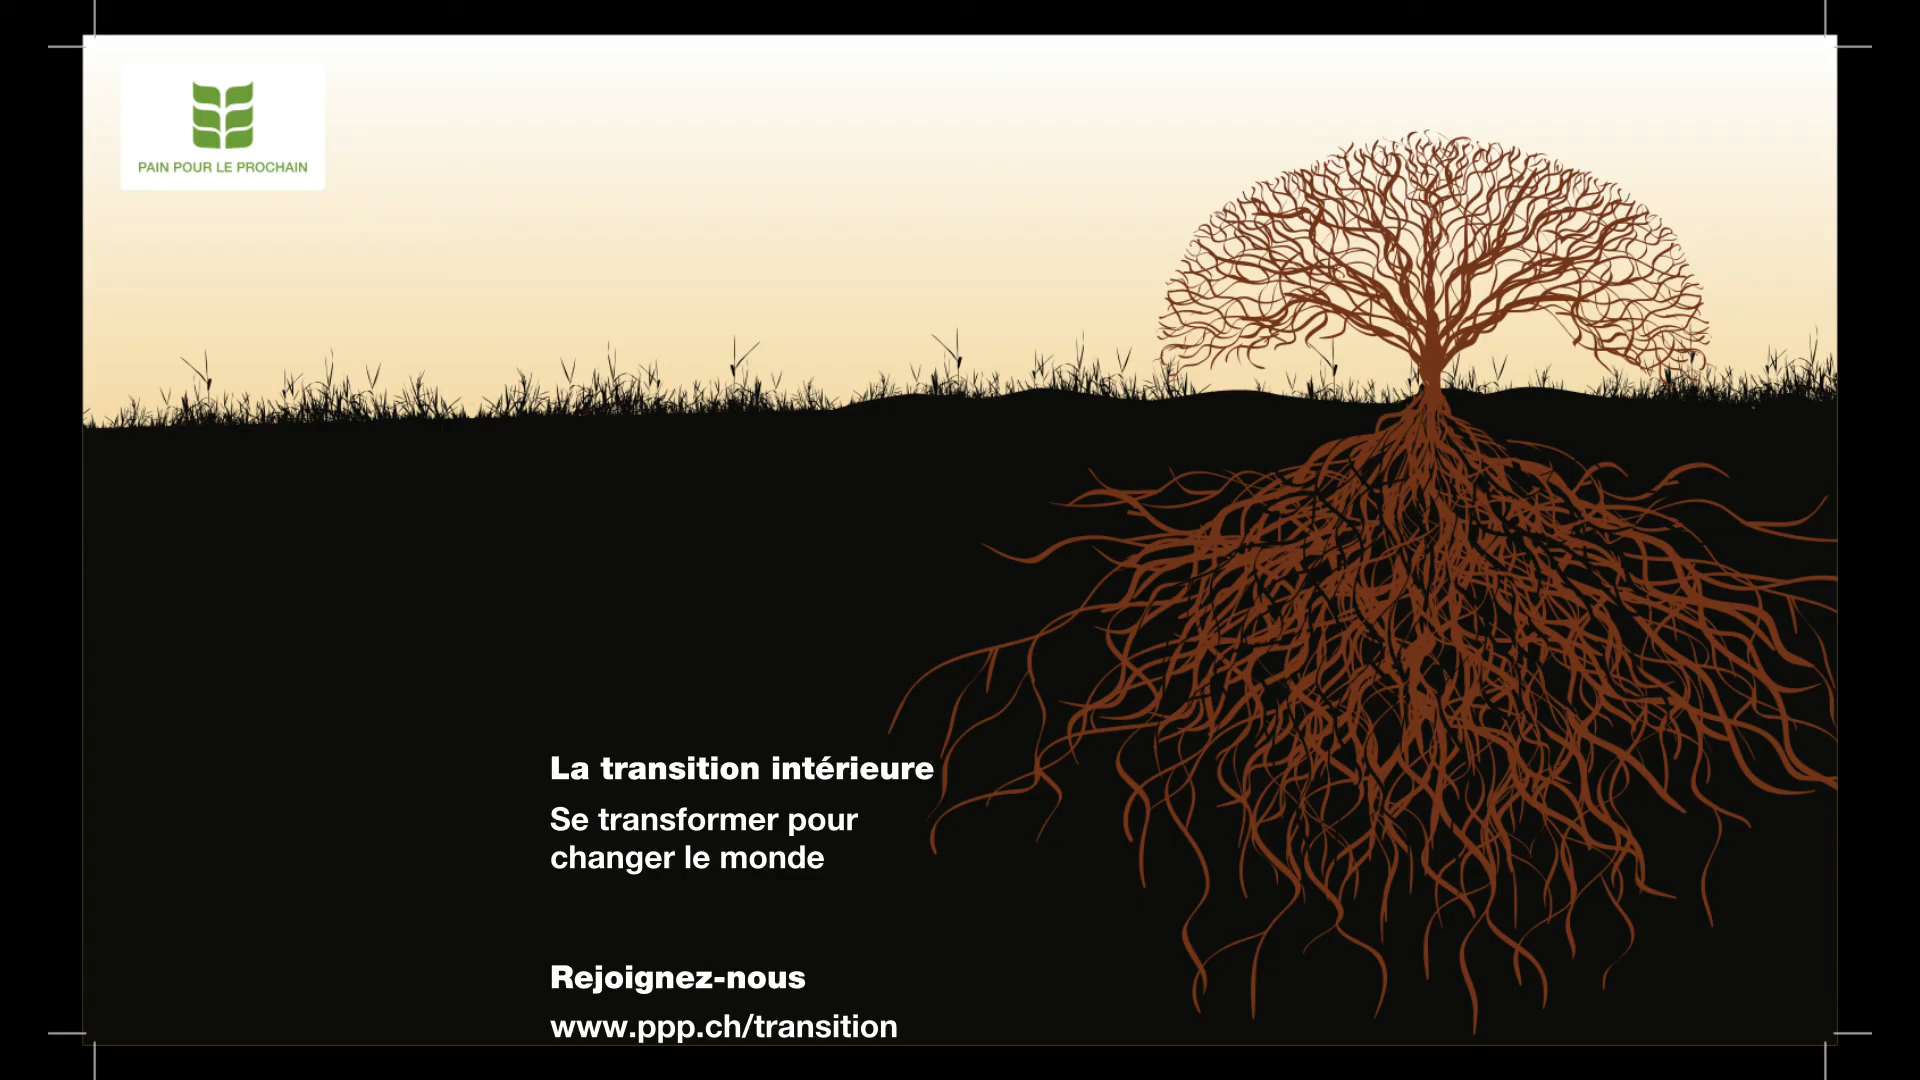 PAIN POUR LE PROCHAIN
La transition intérieure
Se transformer pour
changer le monde
Rejoignez-nous
www.ppp.ch/transition